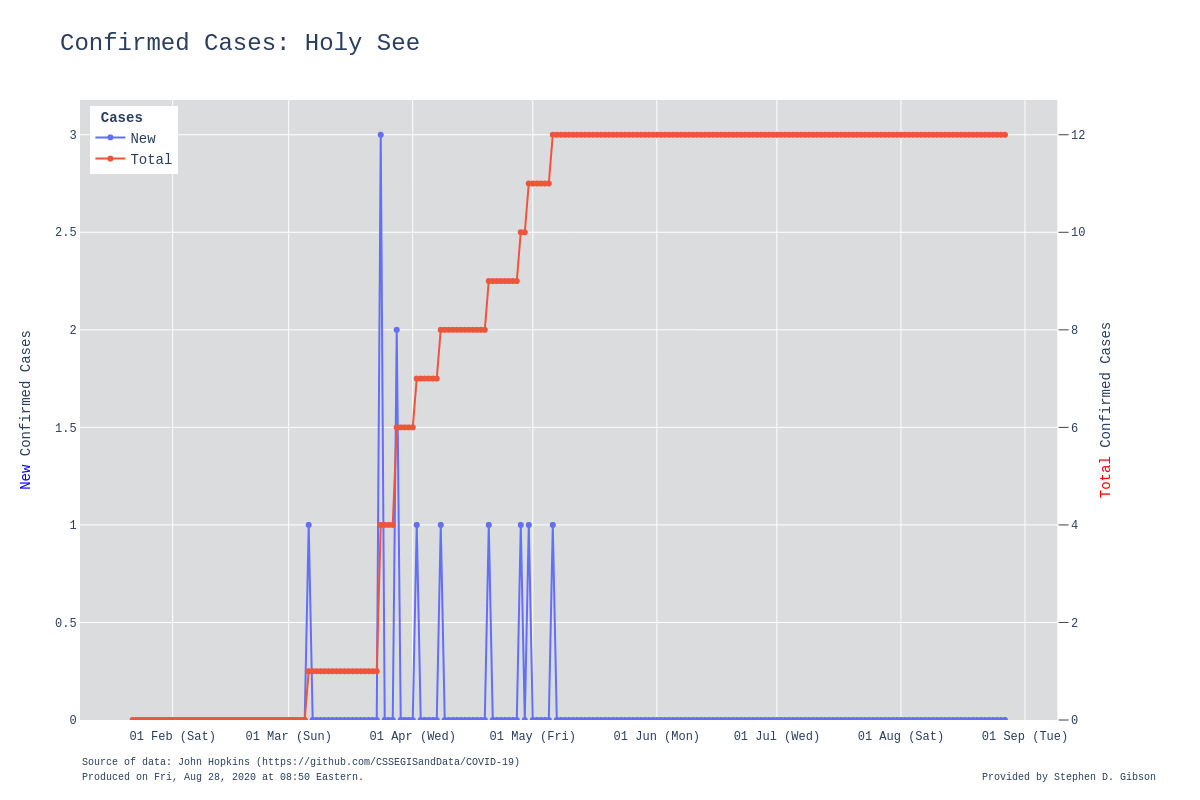 Confirmed Cases: Holy See
Cases
New
Total
3
2.5
2
1.5
1
0.5
0
12
10
8
6
4
2
0
New Confirmed Cases
Total Confirmed Cases
01 Feb (Sat) 01 Mar (Sun) 01 Apr (Wed) 01 May (Fri) 01 Jun (Mon) 01 Jul (Wed) 01 Aug (Sat) 01 Sep (Tue)
Source of data: John Hopkins (https://github.com/CSSEGISandData/COVID-19)
Produced on Fri, Aug 28, 2020 at 08:50 Eastern.
Provided by Stephen D. Gibson